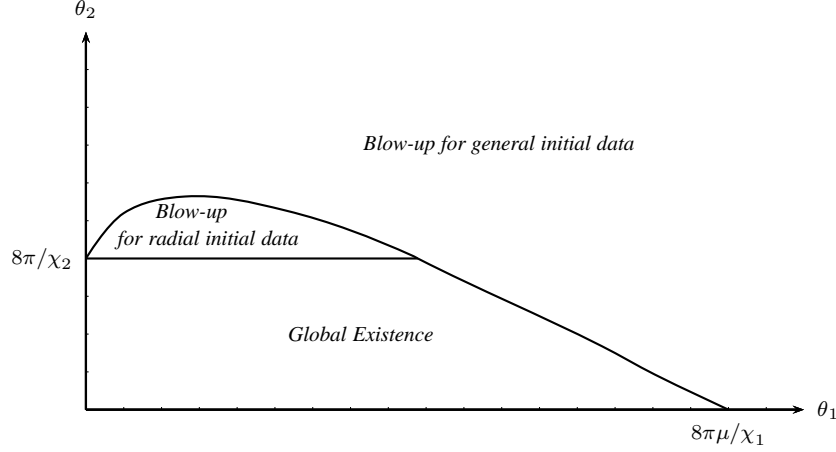 θ₂
Blow-up for general initial data
Blow-up
for radial initial data
8π/χ₂
Global Existence
θ₁
8πμ/χ₁